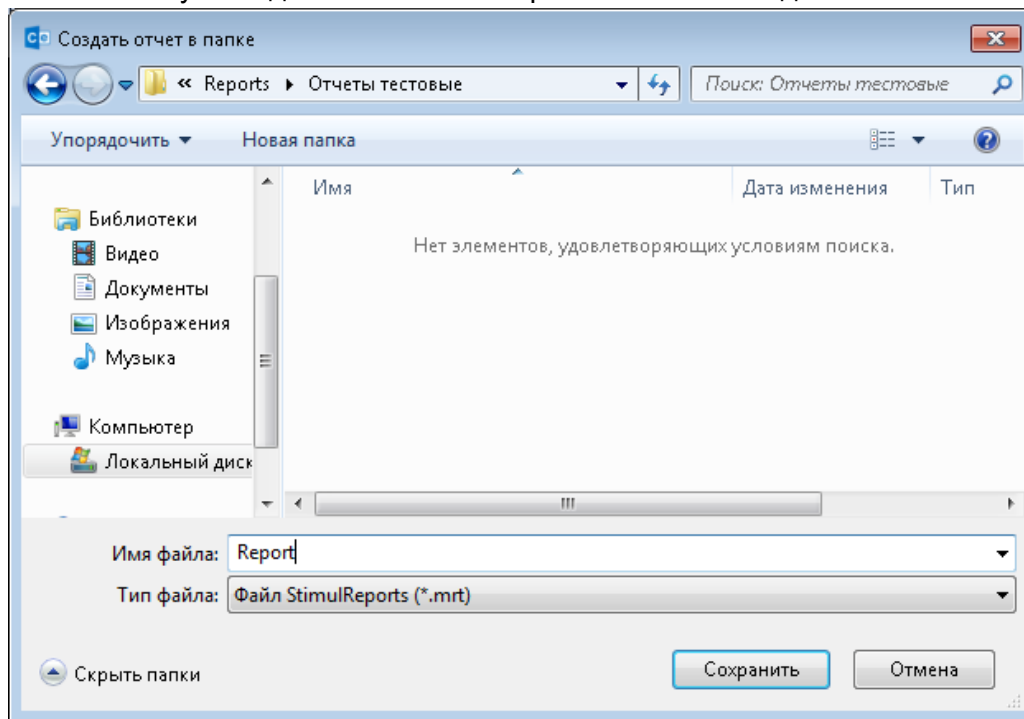 Создать отчет в папке
« Reports Отчеты тестовые Поиск: Отчеты тестовые
Упорядочить Новая папка
Имя Дата изменения Тип
Библиотеки
Нет элементов, удовлетворяющих условиям поиска.
Видео
Документы
Изображения
Музыка
Компьютер
Локальный диск
Имя файла: Report
Тип файла: Файл StimulReports (*.mrt)
Скрыть папки Сохранить Отмена